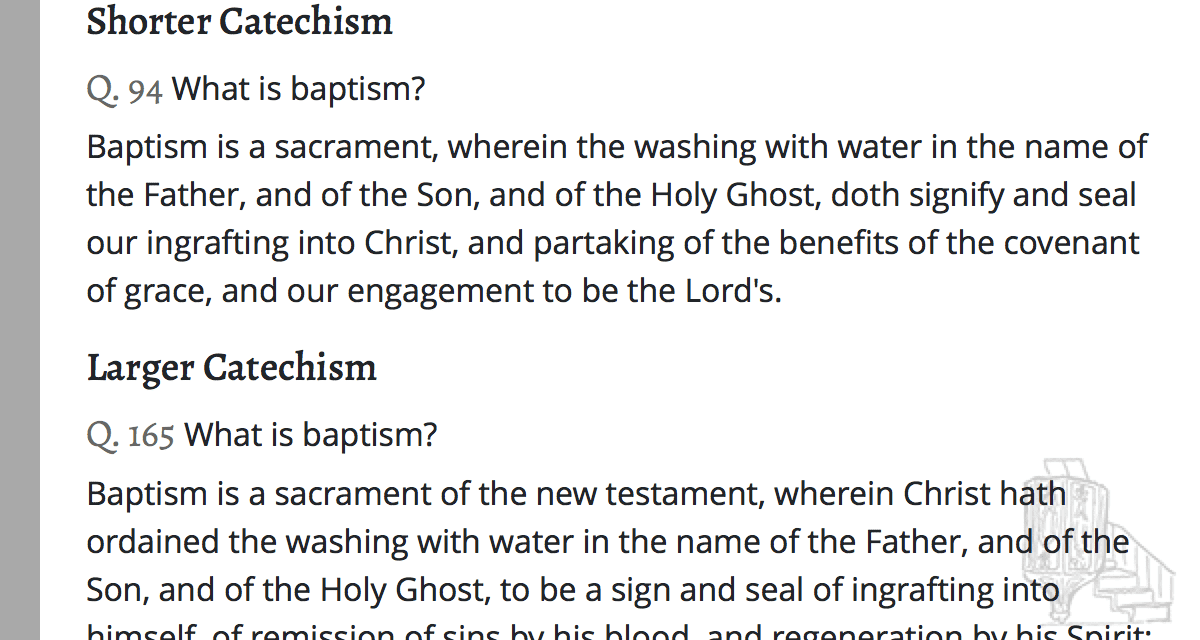 Shorter Catechism
Q. 94 What is baptism?
Baptism is a sacrament, wherein the washing with water in the name of
the Father, and of the Son, and of the Holy Ghost, doth signify and seal
our ingrafting into Christ, and partaking of the benefits of the covenant
of grace, and our engagement to be the Lord's.
Larger Catechism
Q. 165 What is baptism?
Baptism is a sacrament of the new testament, wherein Christ hath
ordained the washing with water in the name of the Father, and of the
Son, and of the Holy Ghost, to be a sign and seal of ingrafting into
himself, of remission of sins by his blood, and regeneration by his Spirit;